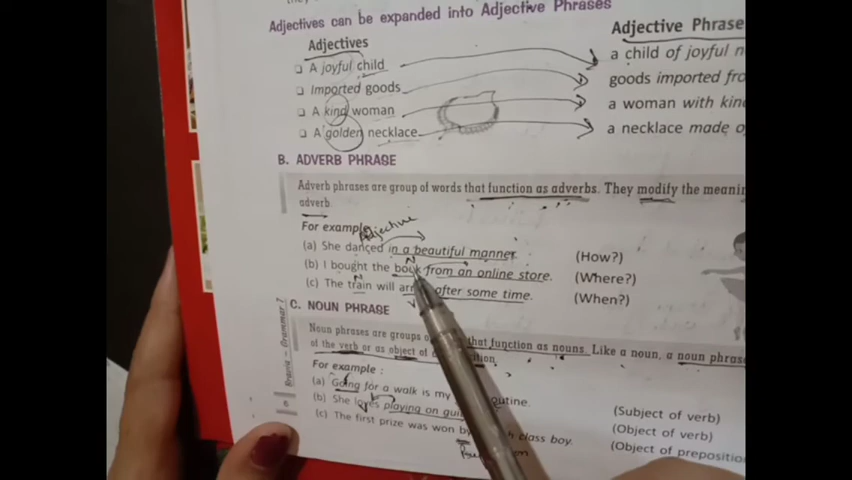 Adjectives can be expanded into Adjective Phrases
Adjectives
Adjective Phrase
❑ A joyful child
a child of joyful
❑ Imported goods
goods imported
❑ A kind woman
a woman with
❑ A golden necklace
a necklace made
B. ADVERB PHRASE
Adverb phrases are group of words that function as adverbs. They modify the
adverb.
For example
Adjective
(a) She danced in a beautiful manner. (How?)
N
(b) I bought the book from an online store. (Where?)
N
(c) The train will after some time. (When?)
V
C. NOUN PHRASE
Noun phrases are groups that function as nouns. Like a noun, a noun phrase
of the verb or as object of
For example :
(a) Going for a walk is my (Subject of verb)
(b) She loves playing on (Object of verb)
V
(c) The first prize was won by class boy. (Object of preposition
Bravia – Grammar 7
6